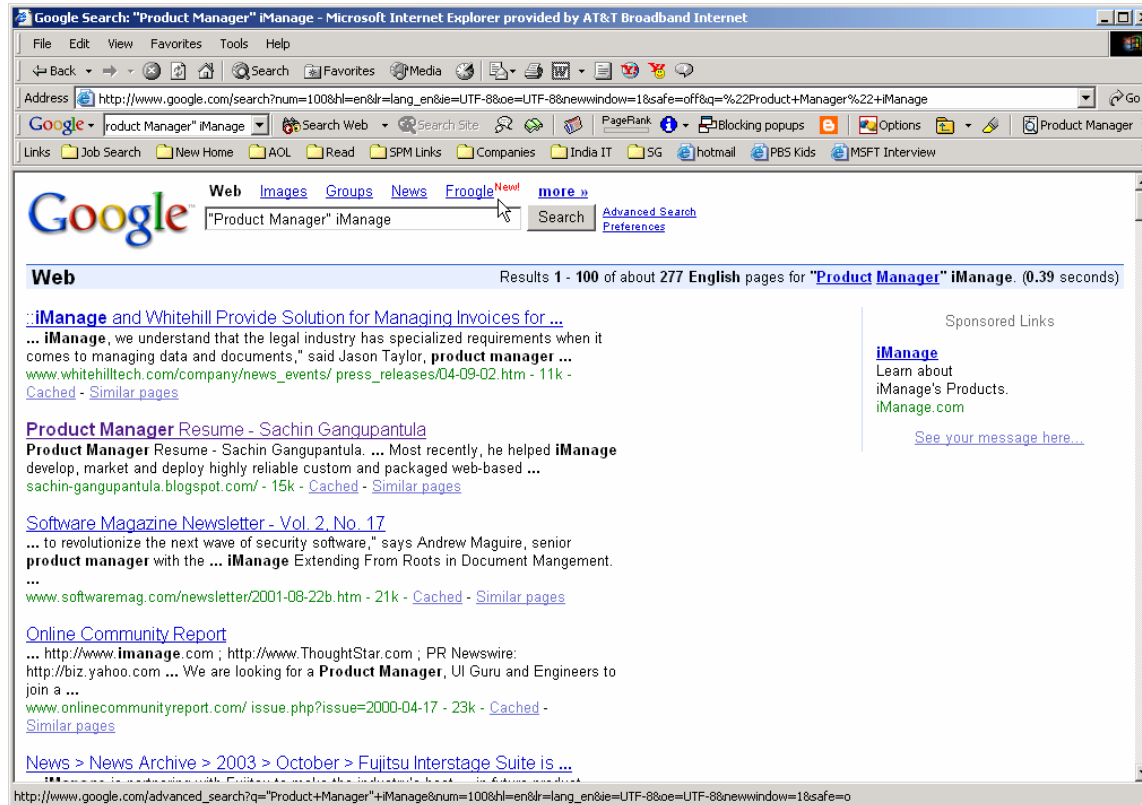 Google Search: "Product Manager" iManage - Microsoft Internet Explorer provided by AT&T Broadband Internet
File Edit View Favorites Tools Help
Back Search Favorites Media
Address http://www.google.com/search?num=100&hl=en&lr=lang_en&ie=UTF-8&oe=UTF-8&newwindow=1&safe=off&q=%22Product+Manager%22+iManage Go
Google roduct Manager" iManage Search Web Search Site PageRank Blocking popups Options Product Manager
Links Job Search New Home AOL Read SPM Links Companies India IT SG hotmail PBS Kids MSFT Interview
Google™
Web Images Groups News Froogle New! more »
"Product Manager" iManage Search Advanced Search
Preferences
Web Results 1 - 100 of about 277 English pages for "Product Manager" iManage. (0.39 seconds)
::iManage and Whitehill Provide Solution for Managing Invoices for ...
... iManage, we understand that the legal industry has specialized requirements when it
comes to managing data and documents," said Jason Taylor, product manager ...
www.whitehilltech.com/company/news_events/ press_releases/04-09-02.htm - 11k -
Cached - Similar pages
Product Manager Resume - Sachin Gangupantula
Product Manager Resume - Sachin Gangupantula. ... Most recently, he helped iManage
develop, market and deploy highly reliable custom and packaged web-based ...
sachin-gangupantula.blogspot.com/ - 15k - Cached - Similar pages
Software Magazine Newsletter - Vol. 2, No. 17
... to revolutionize the next wave of security software," says Andrew Maguire, senior
product manager with the ... iManage Extending From Roots in Document Mangement.
...
www.softwaremag.com/newsletter/2001-08-22b.htm - 21k - Cached - Similar pages
Online Community Report
... http://www.imanage.com ; http://www.ThoughtStar.com ; PR Newswire:
http://biz.yahoo.com ... We are looking for a Product Manager, UI Guru and Engineers to
join a ...
www.onlinecommunityreport.com/ issue.php?issue=2000-04-17 - 23k - Cached -
Similar pages
News > News Archive > 2003 > October > Fujitsu Interstage Suite is ...
... iManage is partnering with Fujitsu to make the industry's best ... in future product
Sponsored Links
iManage
Learn about
iManage's Products.
iManage.com
See your message here...
http://www.google.com/advanced_search?q="Product+Manager"+iManage&num=100&hl=en&lr=lang_en&ie=UTF-8&oe=UTF-8&newwindow=1&safe=o